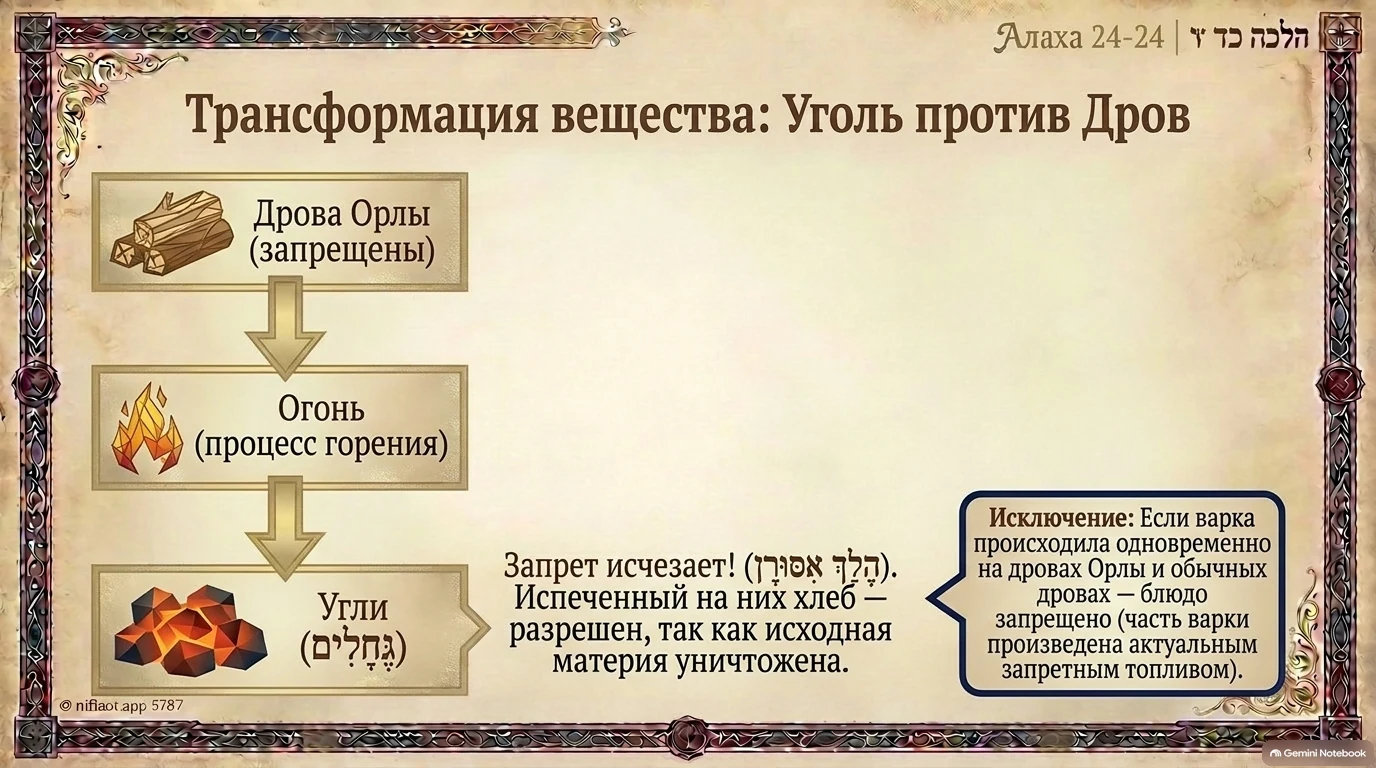 Алаха 24-24 | הלכה כד
Трансформация вещества: Уголь против Дров
Дрова Орлы
(запрещены)
Огонь
(процесс горения)
Угли
(גֶּחָלִים)
Запрет исчезает! (הָלַךְ אִסּוּרָן).
Испеченный на них хлеб —
разрешен, так как исходная
материя уничтожена.
Исключение: Если варка
происходила одновременно
на дровах Орлы и обычных
дровах — блюдо
запрещено (часть варки
произведена актуальным
запретным топливом).
© niflaot.app 5787
Gemini Notebook